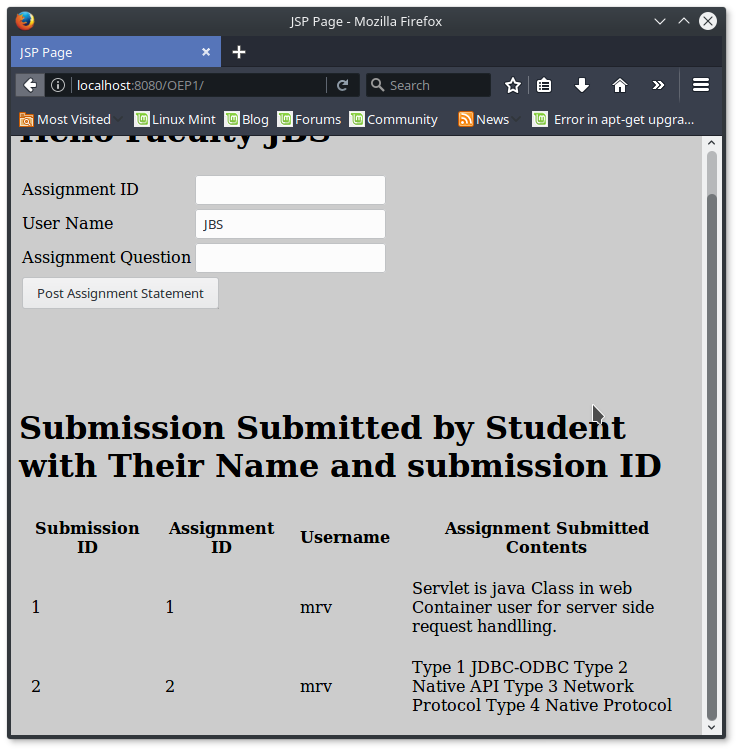 JSP Page - Mozilla Firefox
JSP Page
localhost:8080/OEP1/
Search
Most Visited Linux Mint Blog Forums Community News Error in apt-get upgra...
Hello Faculty JBS
Assignment ID
User Name JBS
Assignment Question
Post Assignment Statement
Submission Submitted by Student
with Their Name and submission ID
Submission ID Assignment ID Username Assignment Submitted Contents
1 1 mrv Servlet is java Class in web
Container user for server side
request handlling.
2 2 mrv Type 1 JDBC-ODBC Type 2
Native API Type 3 Network
Protocol Type 4 Native Protocol